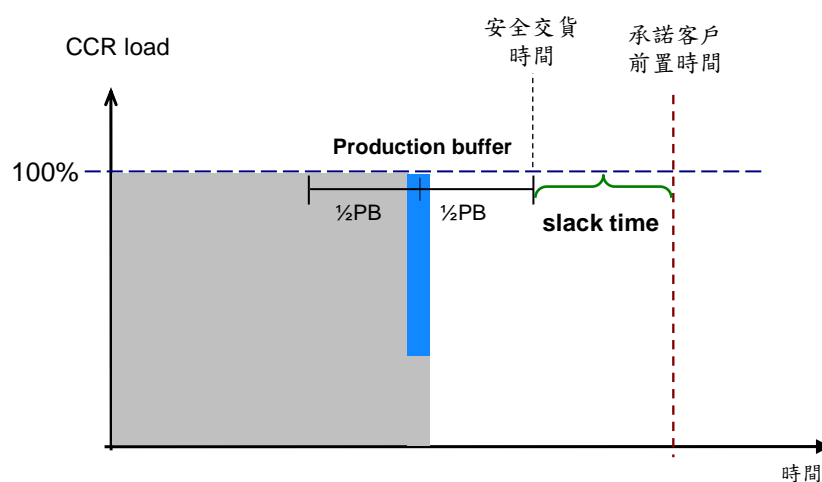 安全交貨
時間
承諾客戶
前置時間
CCR load
Production buffer
100%
½PB
½PB
slack time
時間